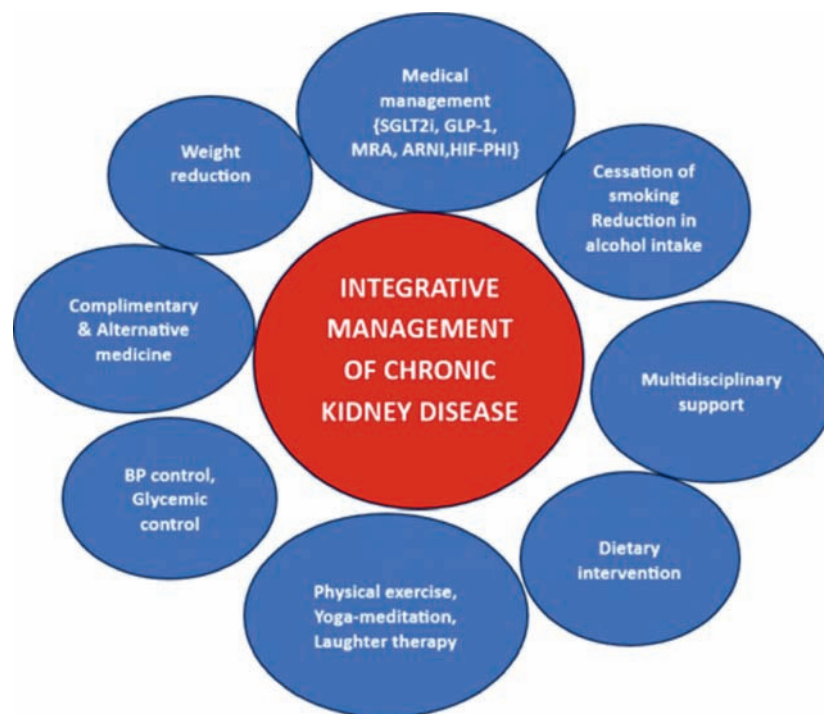 Medical
management
{SGLT2i, GLP-1,
MRA, ARNI,HIF-PHI}
Weight
reduction
Cessation of
smoking
Reduction in
alcohol intake
Complimentary
& Alternative
medicine
INTEGRATIVE
MANAGEMENT
OF CHRONIC
KIDNEY DISEASE
Multidisciplinary
support
BP control,
Glycemic
control
Dietary
intervention
Physical exercise,
Yoga-meditation,
Laughter therapy